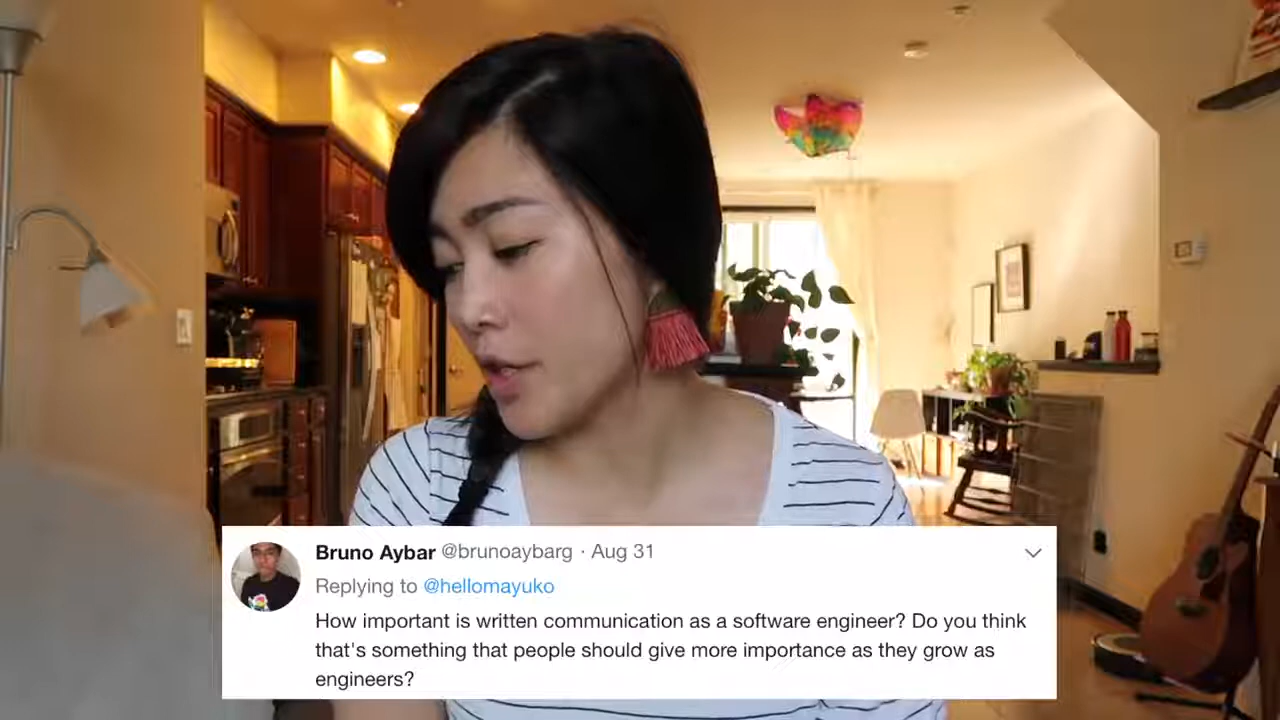 Bruno Aybar @brunoaybarg · Aug 31
Replying to @hellomayuko
How important is written communication as a software engineer? Do you think
that's something that people should give more importance as they grow as
engineers?